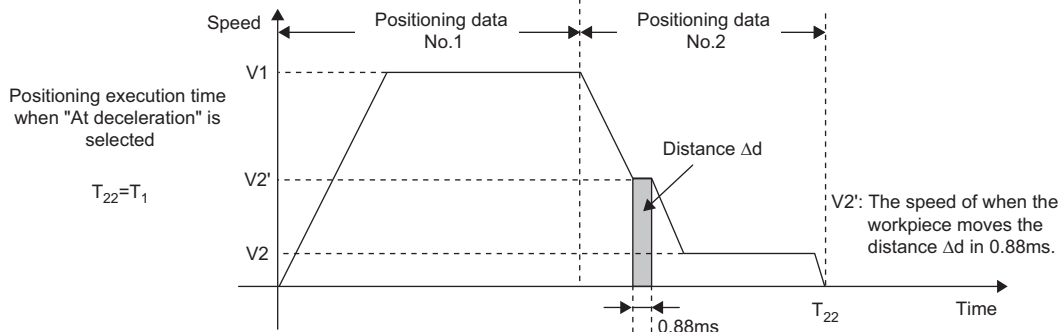 Speed
Positioning data
No.1
Positioning data
No.2
V1
Positioning execution time
when "At deceleration" is
selected
Distance Δd
T22=T1
V2'
V2': The speed of when the
workpiece moves the
distance Δd in 0.88ms.
V2
T22
Time
0.88ms